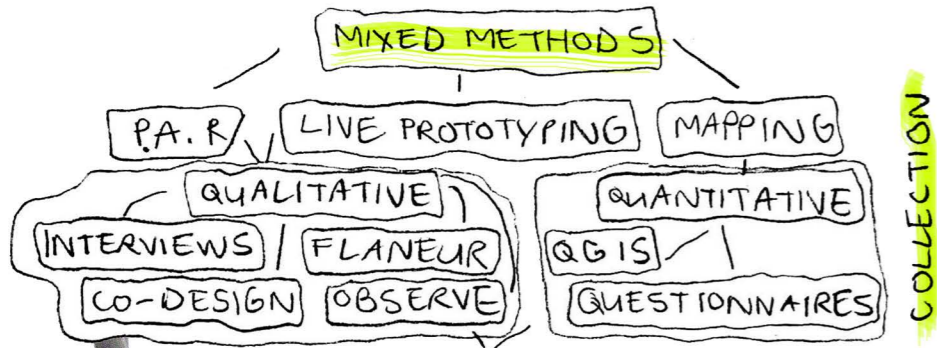 MIXED METHODS
P.A.R LIVE PROTOTYPING MAPPING
QUALITATIVE QUANTITATIVE
INTERVIEWS FLANEUR QGIS
CO-DESIGN OBSERVE QUESTIONNAIRES
COLLECTION